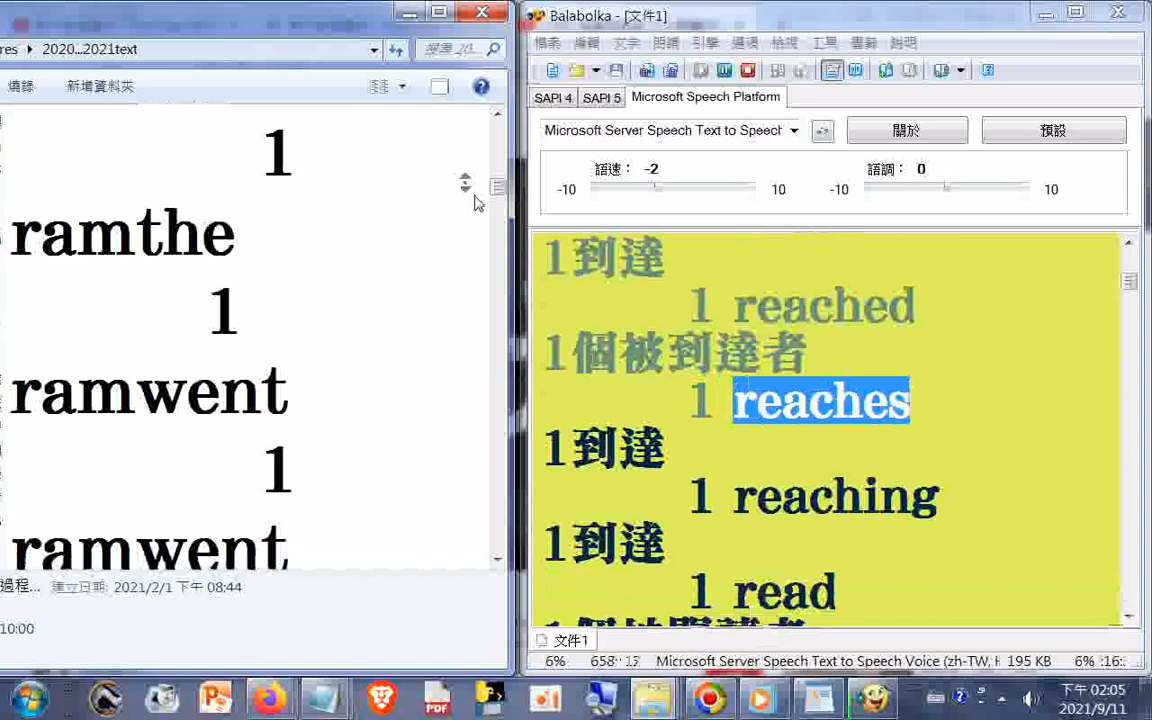 res ▸ 2020...2021text
燒錄 新增資料夾
1
ramthe
1
ramwent
1
ramwent
過程... 建立日期: 2021/2/1 下午 08:44
10:00
Balabolka - [文件1]
檔案 編輯 文字 朗讀 引擎 選項 檢視 工具 書籤 說明
SAPI 4 SAPI 5 Microsoft Speech Platform
Microsoft Server Speech Text to Speech 關於 預設
語速： -2 語調： 0
-10 10 -10 10
1到達
1 reached
1個被到達者
1 reaches
1到達
1 reaching
1到達
1 read
文件1
6% Microsoft Server Speech Text to Speech Voice (zh-TW, 195 KB 6%
PDF
下午 02:05
2021/9/11